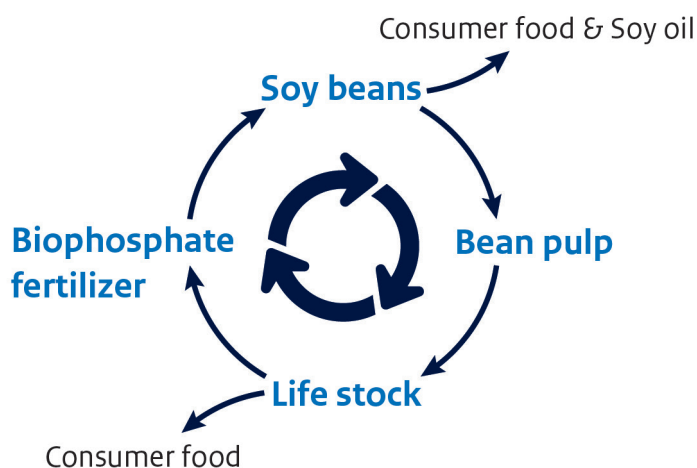 Consumer food & Soy oil
Soy beans
Bean pulp
Biophosphate
fertilizer
Life stock
Consumer food